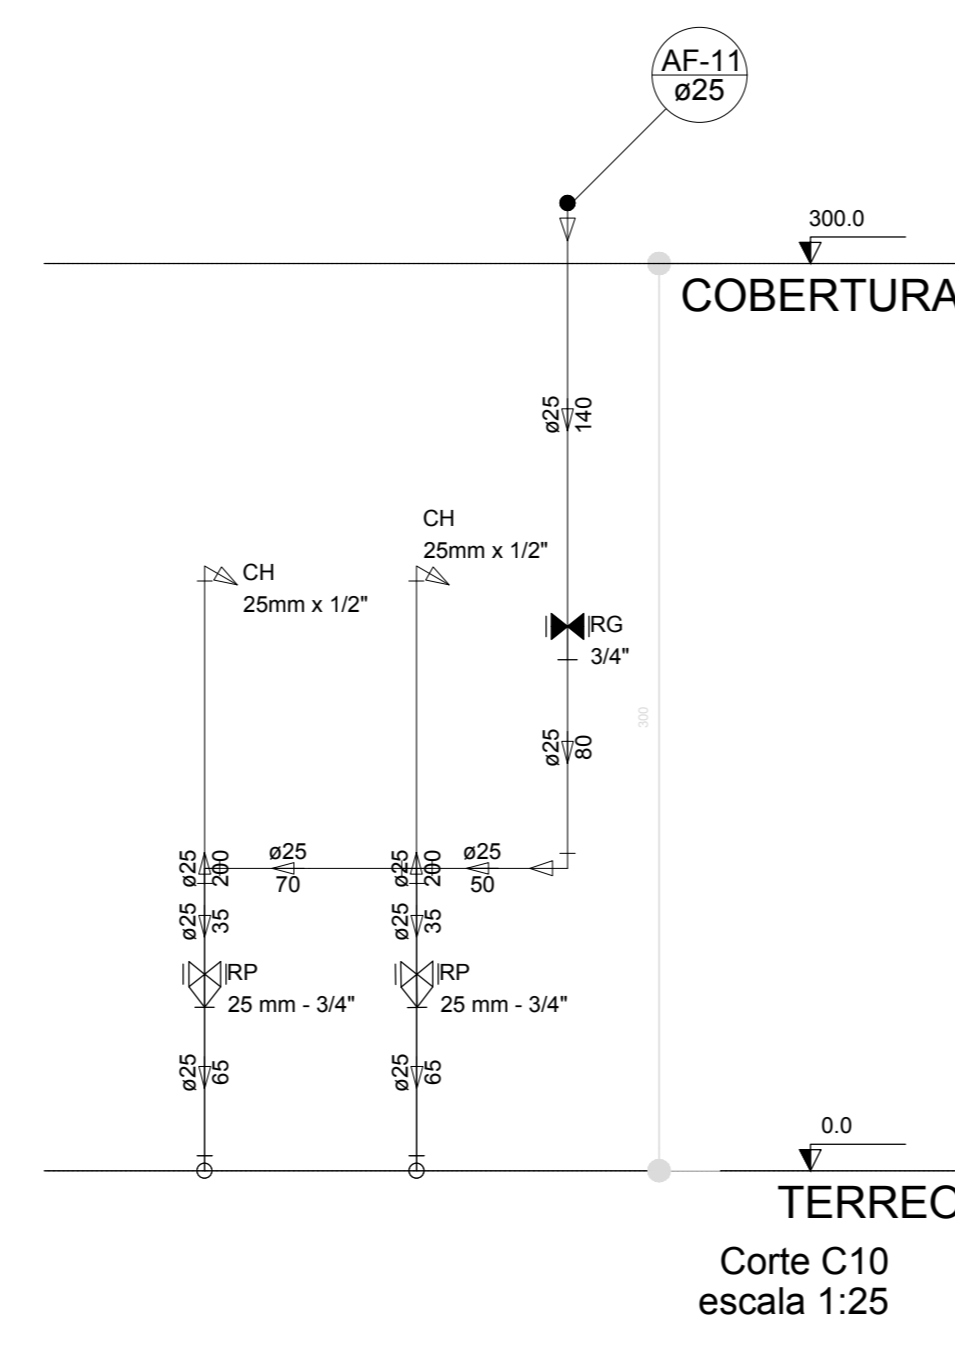 AF-11
ø25
300.0
COBERTURA
ø25
140
CH
25mm x 1/2"
CH
25mm x 1/2"
RG
3/4"
300
ø25
80
ø25
200
ø25
70
ø25
200
ø25
50
ø25
35
ø25
35
RP
25 mm - 3/4"
RP
25 mm - 3/4"
ø25
65
ø25
65
0.0
TERREO
Corte C10
escala 1:25